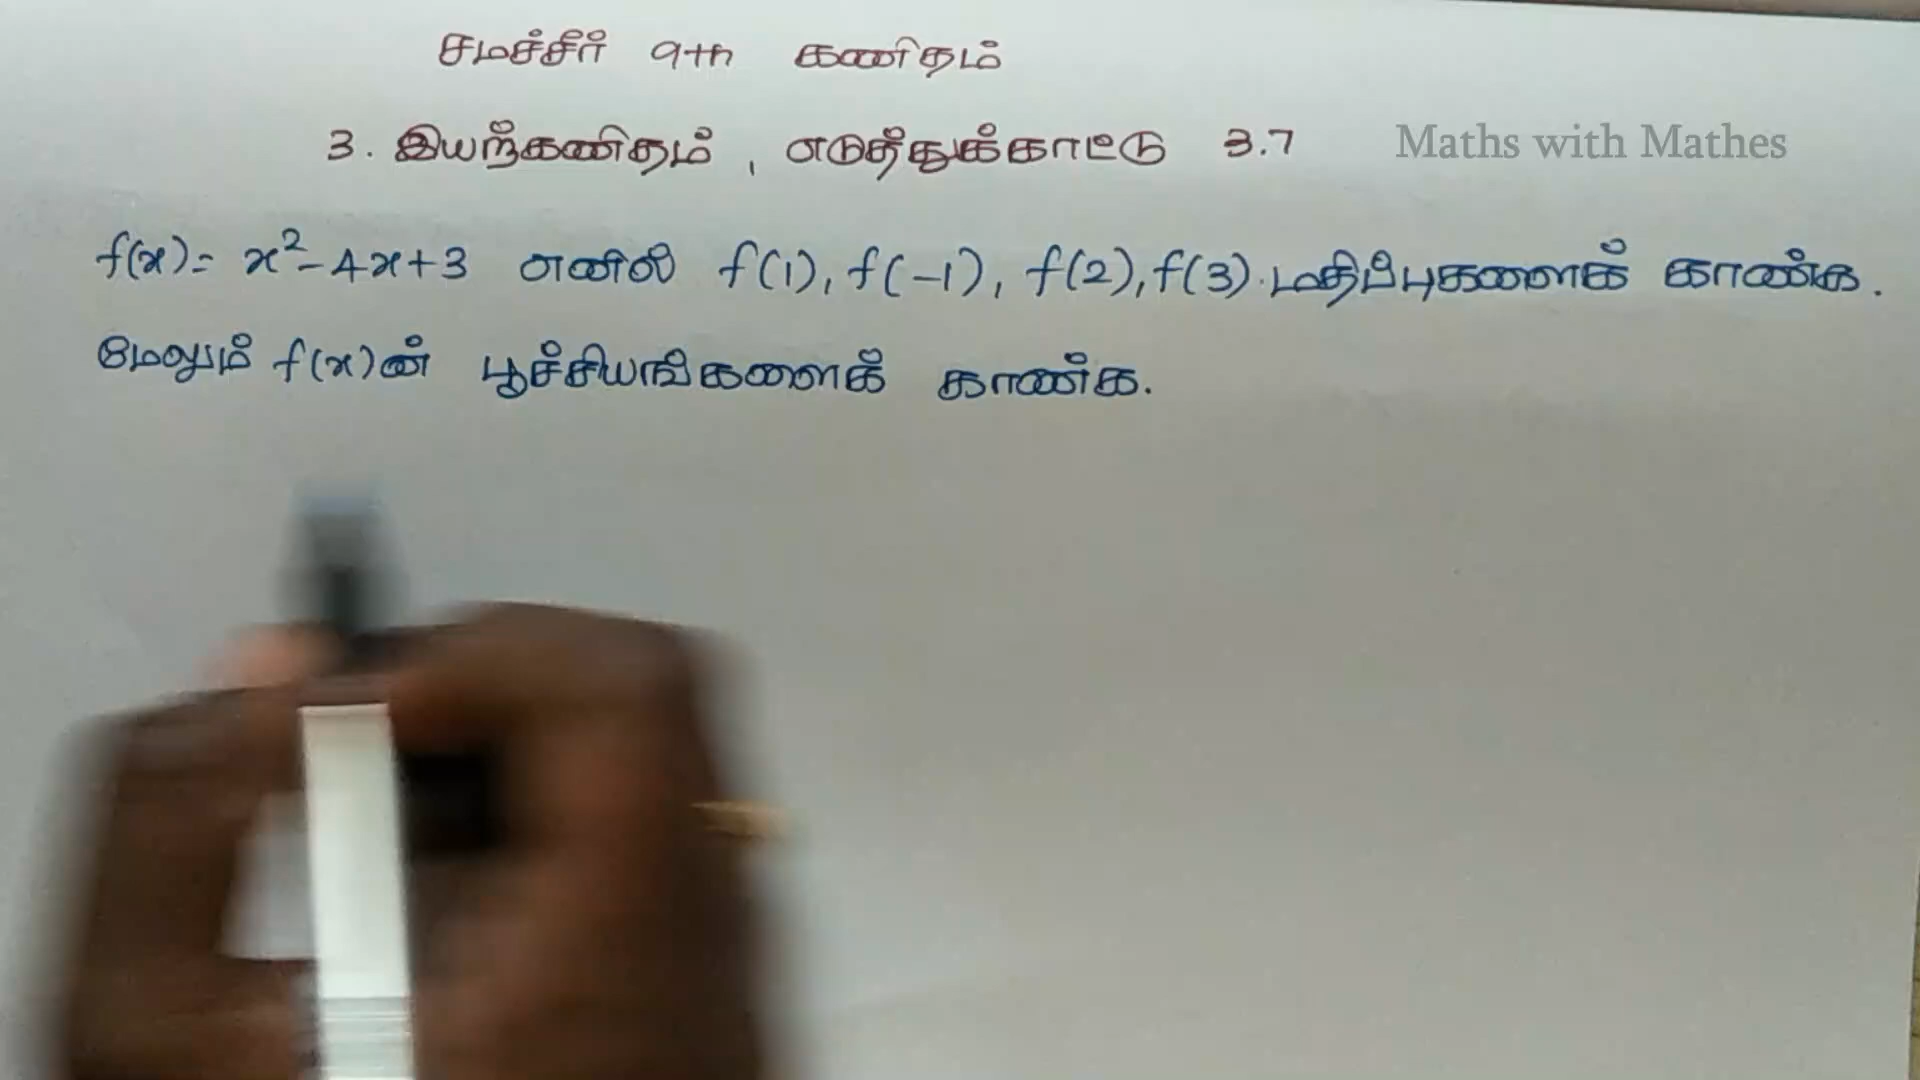 சமச்சீர் 9th கணிதம்
3. இயற்கணிதம், எடுத்துக்காட்டு 3.7
Maths with Mathes
f(x) = x² - 4x + 3 எனில் f(1), f(-1), f(2), f(3). மதிப்புகளைக் காண்க.
மேலும் f(x)ன் பூச்சியங்களைக் காண்க.